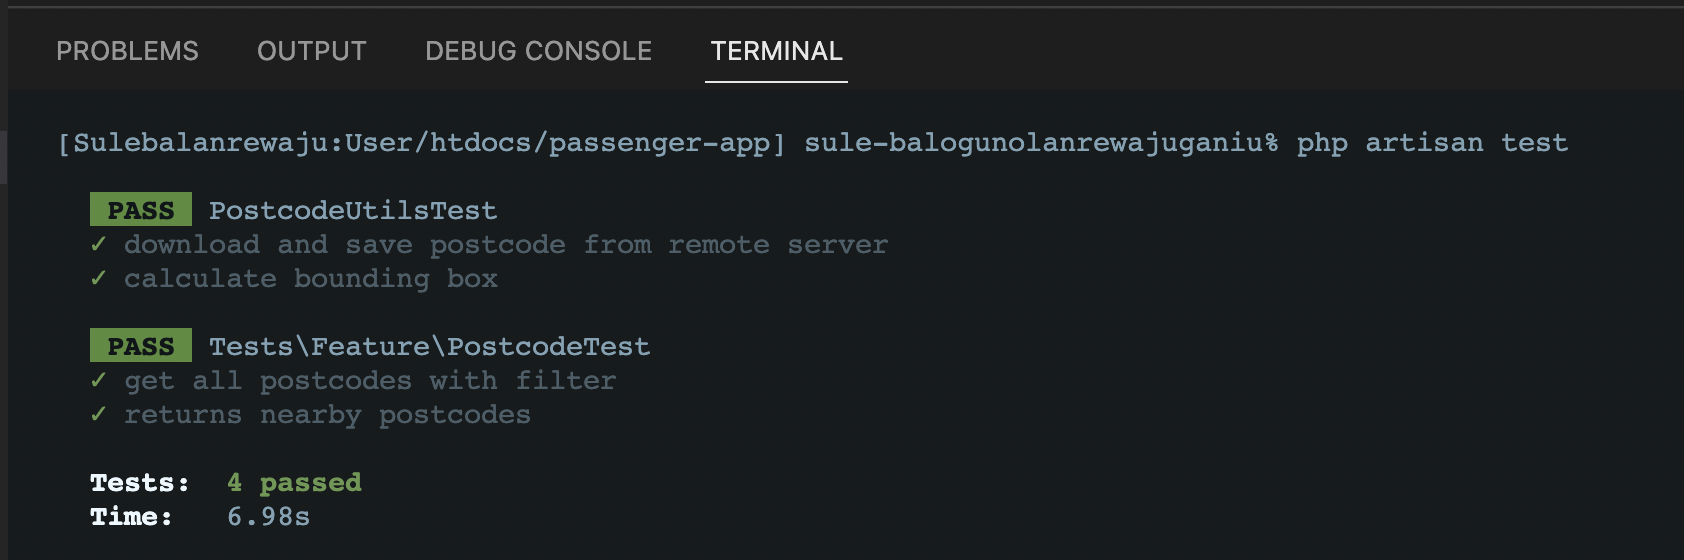 PROBLEMS OUTPUT DEBUG CONSOLE TERMINAL
[Sulebalanrewaju:User/htdocs/passenger-app] sule-balogunolanrewajuganiu% php artisan test
PASS PostcodeUtilsTest
✓ download and save postcode from remote server
✓ calculate bounding box
PASS Tests\Feature\PostcodeTest
✓ get all postcodes with filter
✓ returns nearby postcodes
Tests: 4 passed
Time: 6.98s